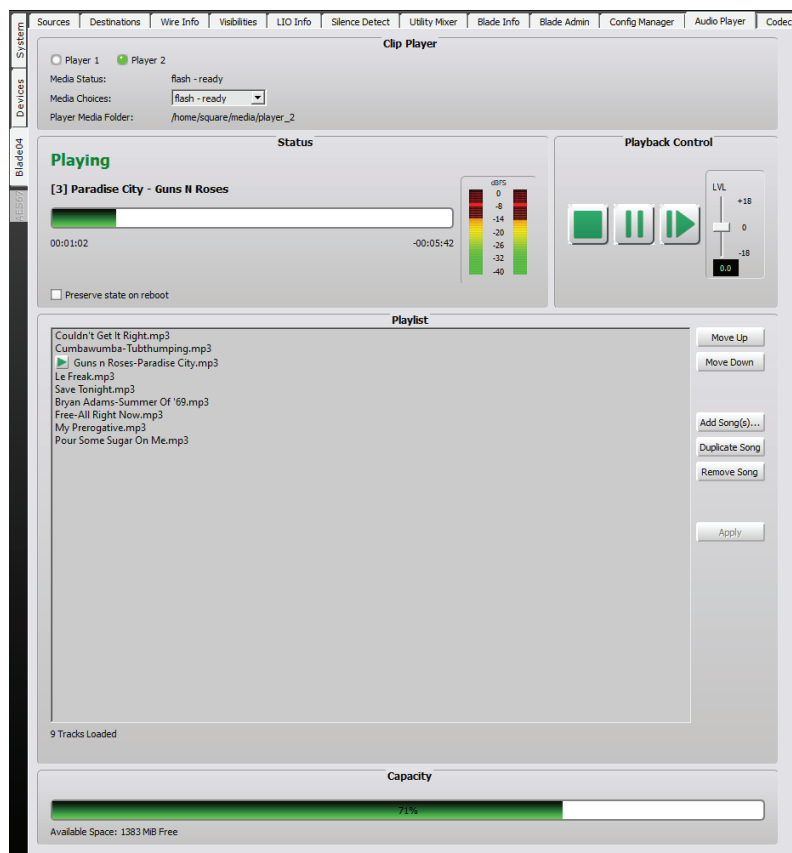 Sources Destinations Wire Info Visibilities LIO Info Silence Detect Utility Mixer Blade Info Blade Admin Config Manager Audio Player Codec
System
Devices
Blade04
AES67
Clip Player
Player 1 Player 2
Media Status: flash - ready
Media Choices: flash - ready
Player Media Folder: /home/square/media/player_2
Status
Playing
[3] Paradise City - Guns N Roses
00:01:02 -00:05:42
dBFS
0
-8
-14
-20
-26
-32
-40
Preserve state on reboot
Playback Control
LVL
+18
0
-18
0.0
Playlist
Couldn't Get It Right.mp3
Cumbawumba-Tubthumping.mp3
Guns n Roses-Paradise City.mp3
Le Freak.mp3
Save Tonight.mp3
Bryan Adams-Summer Of '69.mp3
Free-All Right Now.mp3
My Prerogative.mp3
Pour Some Sugar On Me.mp3
Move Up
Move Down
Add Song(s)...
Duplicate Song
Remove Song
Apply
9 Tracks Loaded
Capacity
71%
Available Space: 1383 MiB Free